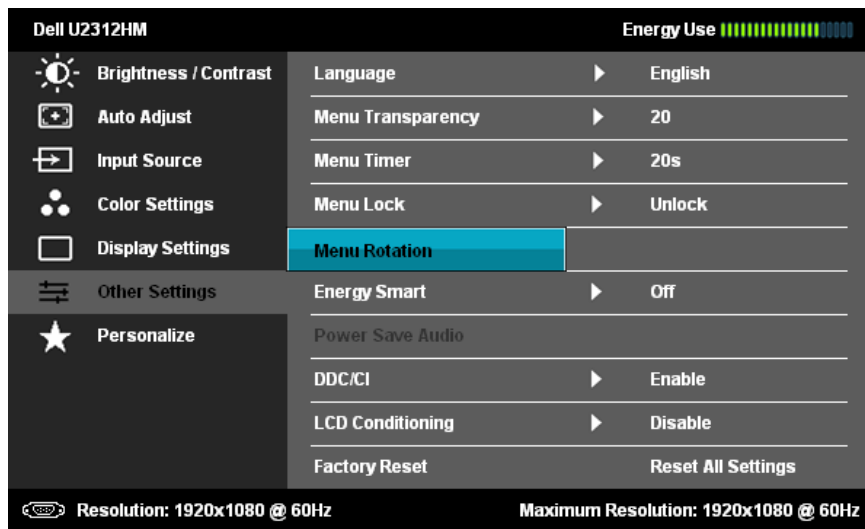 Dell U2312HM Energy Use
Brightness / Contrast Language English
Auto Adjust Menu Transparency 20
Input Source Menu Timer 20s
Color Settings Menu Lock Unlock
Display Settings Menu Rotation
Other Settings Energy Smart Off
Personalize Power Save Audio
DDC/CI Enable
LCD Conditioning Disable
Factory Reset Reset All Settings
Resolution: 1920x1080 @ 60Hz Maximum Resolution: 1920x1080 @ 60Hz